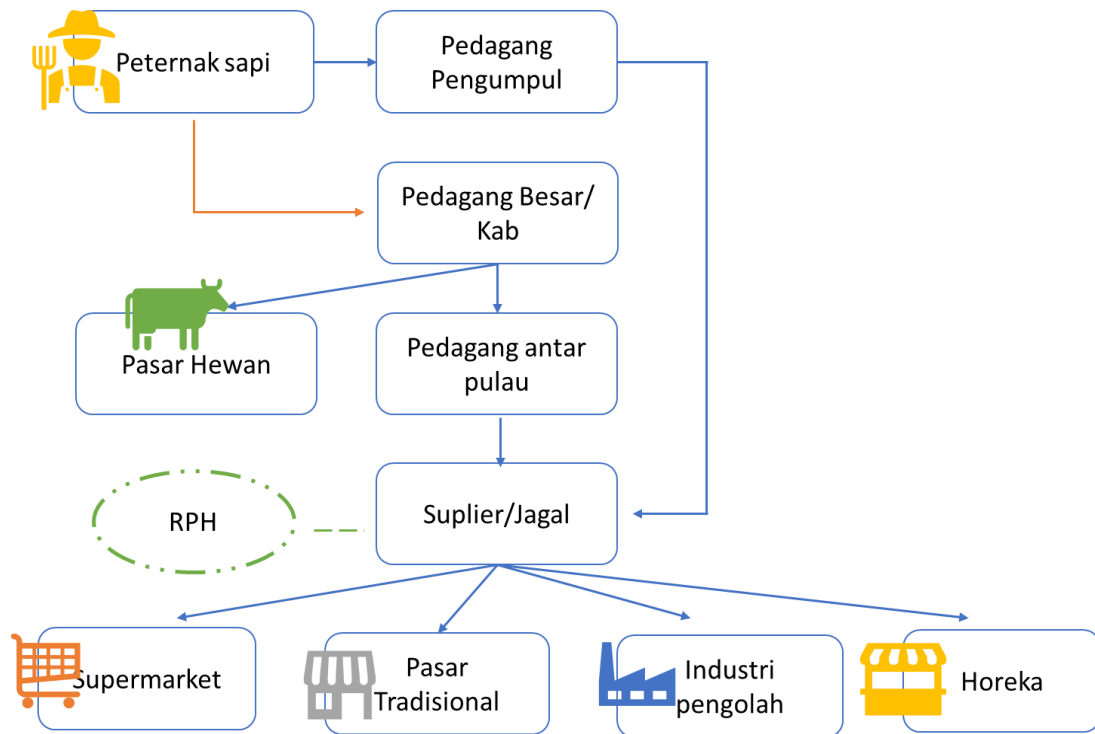 Peternak sapi
Pedagang
Pengumpul
Pedagang Besar/
Kab
Pasar Hewan
Pedagang antar
pulau
RPH
Suplier/Jagal
Supermarket
Pasar
Tradisional
Industri
pengolah
Horeka